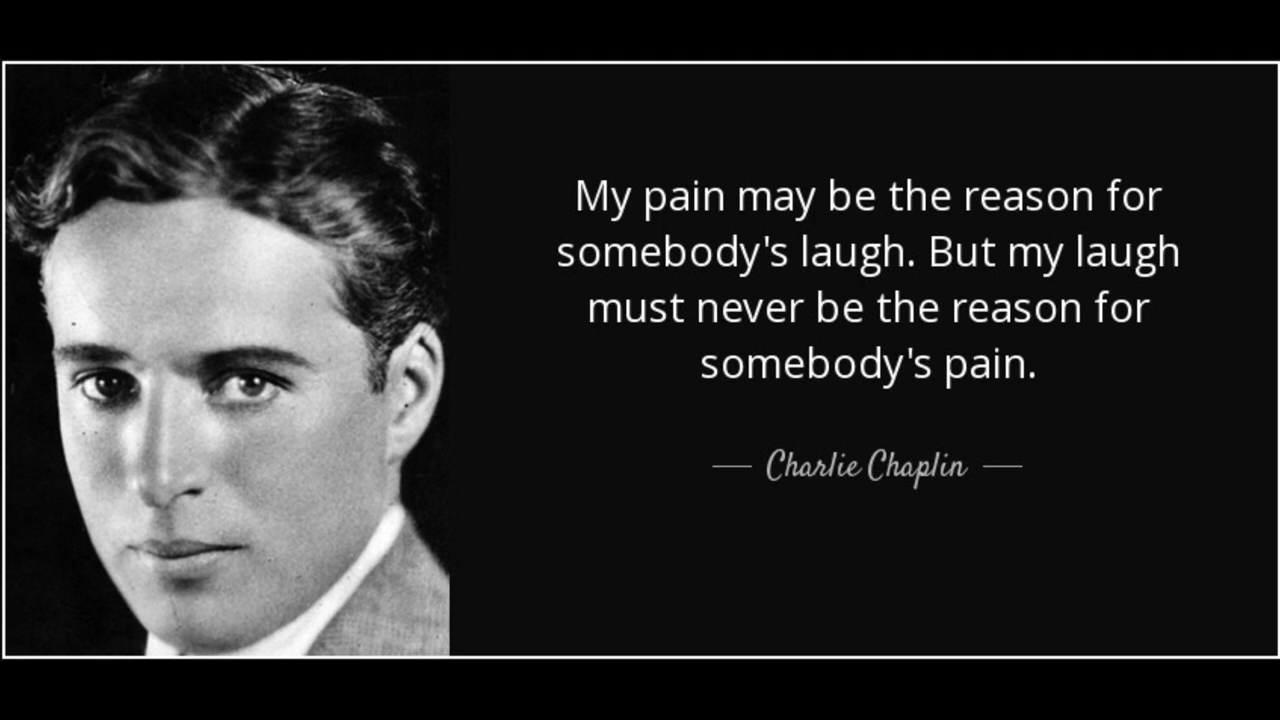 My pain may be the reason for
somebody's laugh. But my laugh
must never be the reason for
somebody's pain.
Charlie Chaplin